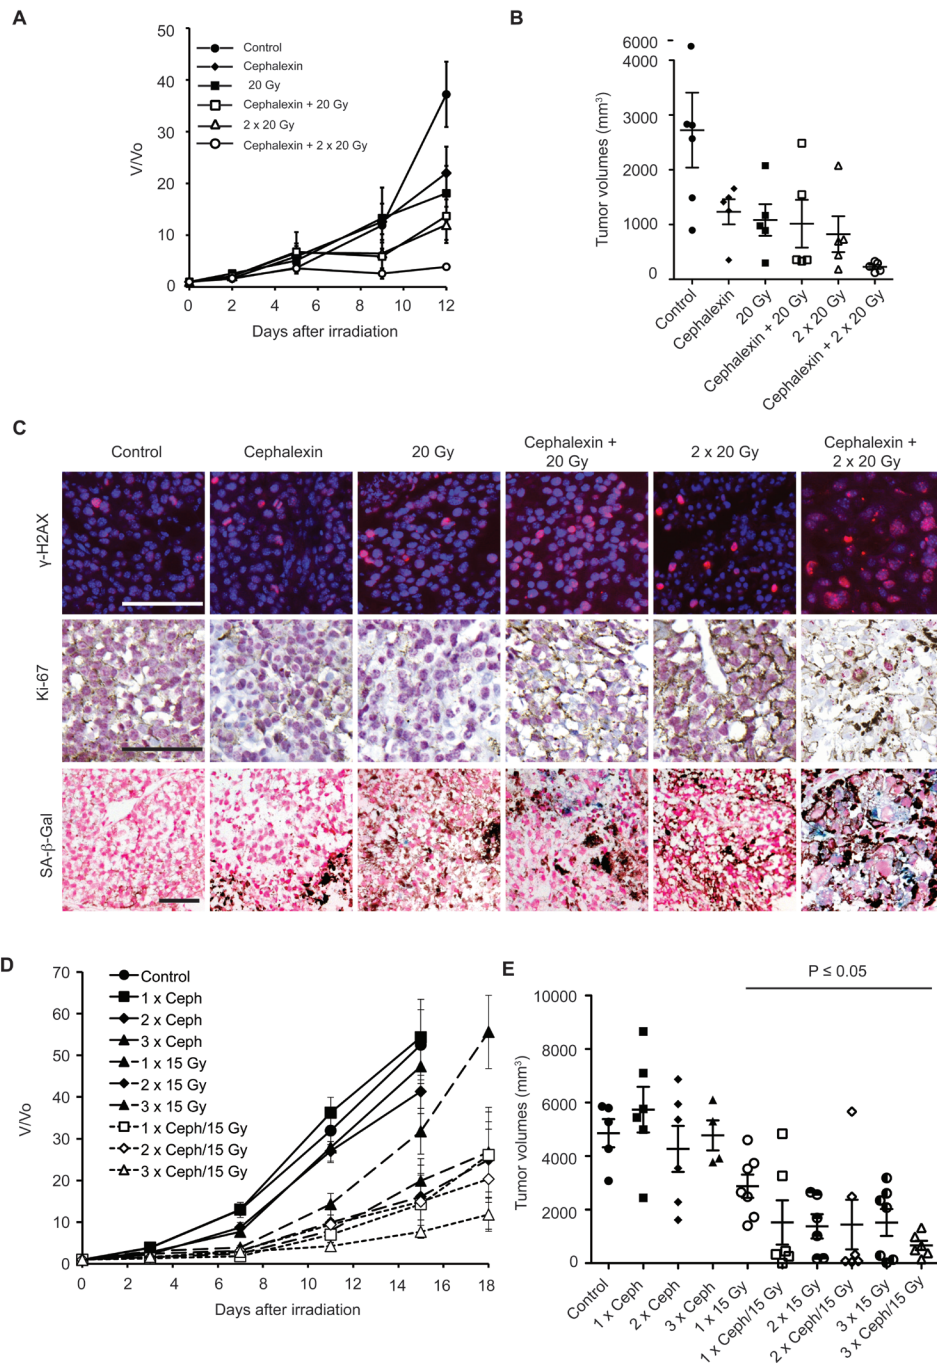 A
50
40
30
20
10
0
V/Vo
Control
Cephalexin
20 Gy
Cephalexin + 20 Gy
2 x 20 Gy
Cephalexin + 2 x 20 Gy
0 2 4 6 8 10 12
Days after irradiation
B
6000
4000
3000
2000
1000
0
Tumor volumes (mm³)
Control
Cephalexin
20 Gy
Cephalexin + 20 Gy
2 x 20 Gy
Cephalexin + 2 x 20 Gy
C
Control
Cephalexin
20 Gy
Cephalexin +
20 Gy
2 x 20 Gy
Cephalexin +
2 x 20 Gy
γ-H2AX
Ki-67
SA-β-Gal
D
70
60
50
40
30
20
10
0
V/Vo
Control
1 x Ceph
2 x Ceph
3 x Ceph
1 x 15 Gy
2 x 15 Gy
3 x 15 Gy
1 x Ceph/15 Gy
2 x Ceph/15 Gy
3 x Ceph/15 Gy
0 2 4 6 8 10 12 14 16 18
Days after irradiation
E
P ≤ 0.05
10000
8000
6000
4000
2000
0
Tumor volumes (mm³)
Control
1 x Ceph
2 x Ceph
3 x Ceph
1 x 15 Gy
1 x Ceph/15 Gy
2 x 15 Gy
2 x Ceph/15 Gy
3 x 15 Gy
3 x Ceph/15 Gy